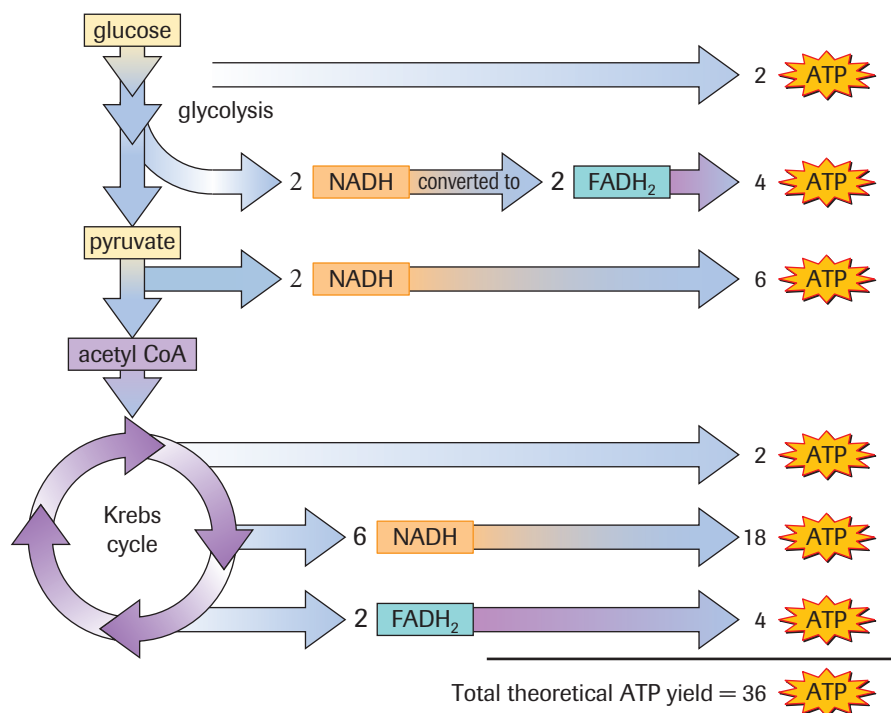 glucose
2 ATP
glycolysis
2 NADH converted to 2 FADH₂ 4 ATP
pyruvate
2 NADH 6 ATP
acetyl CoA
2 ATP
Krebs
cycle
6 NADH 18 ATP
2 FADH₂ 4 ATP
Total theoretical ATP yield = 36 ATP